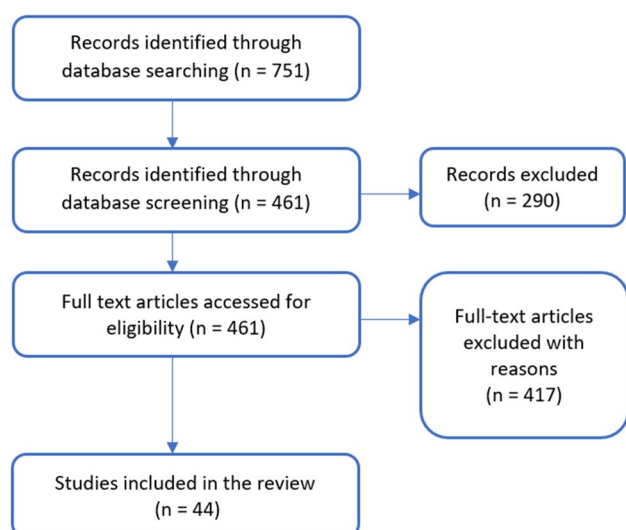 Records identified through
database searching (n = 751)
Records identified through
database screening (n = 461)
Records excluded
(n = 290)
Full text articles accessed for
eligibility (n = 461)
Full-text articles
excluded with
reasons
(n = 417)
Studies included in the review
(n = 44)